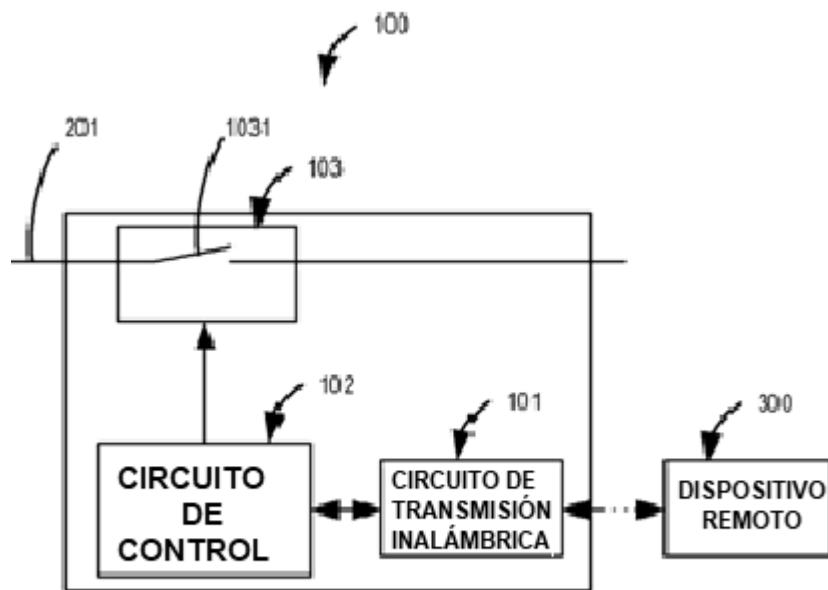 100
201
1031
103
102
101
300
CIRCUITO
DE
CONTROL
CIRCUITO DE
TRANSMISIÓN
INALÁMBRICA
DISPOSITIVO
REMOTO